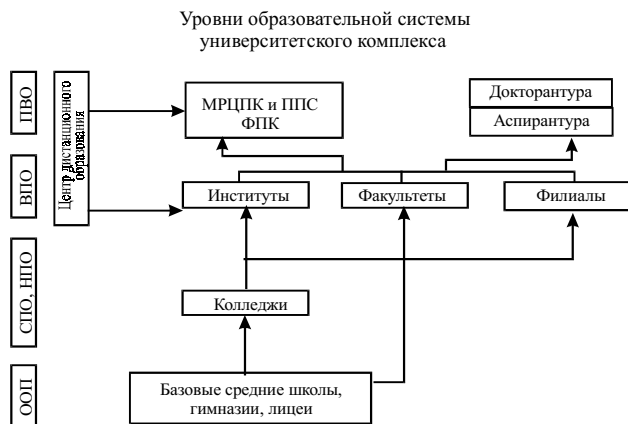 Уровни образовательной системы
университетского комплекса
ПВО
ВПО
СПО, НПО
ООП
Центр дистанционного
образования
МРЦПК и ППС
ФПК
Докторантура
Аспирантура
Институты
Факультеты
Филиалы
Колледжи
Базовые средние школы,
гимназии, лицеи